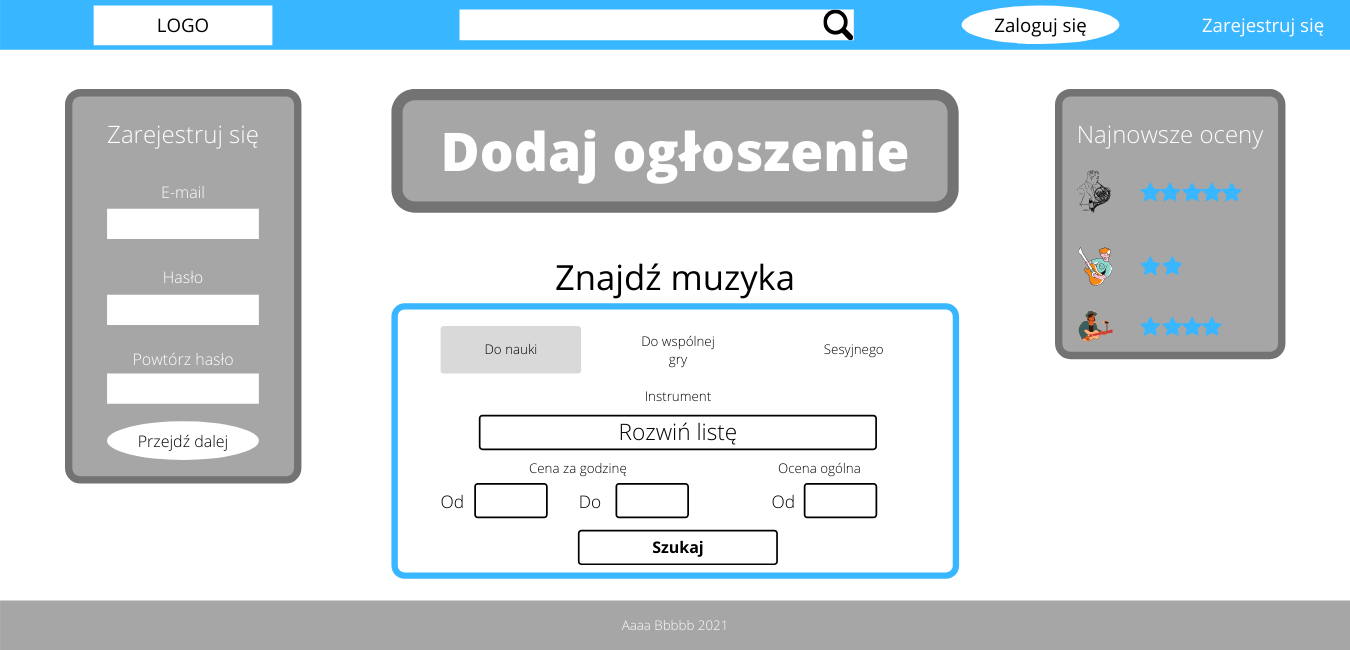 LOGO
Zaloguj się
Zarejestruj się
Zarejestruj się
E-mail
Hasło
Powtórz hasło
Przejdź dalej
Dodaj ogłoszenie
Znajdź muzyka
Do nauki
Do wspólnej
gry
Sesyjnego
Instrument
Rozwiń listę
Cena za godzinę
Ocena ogólna
Od
Do
Od
Szukaj
Najnowsze oceny
Aaaa Bbbbb 2021